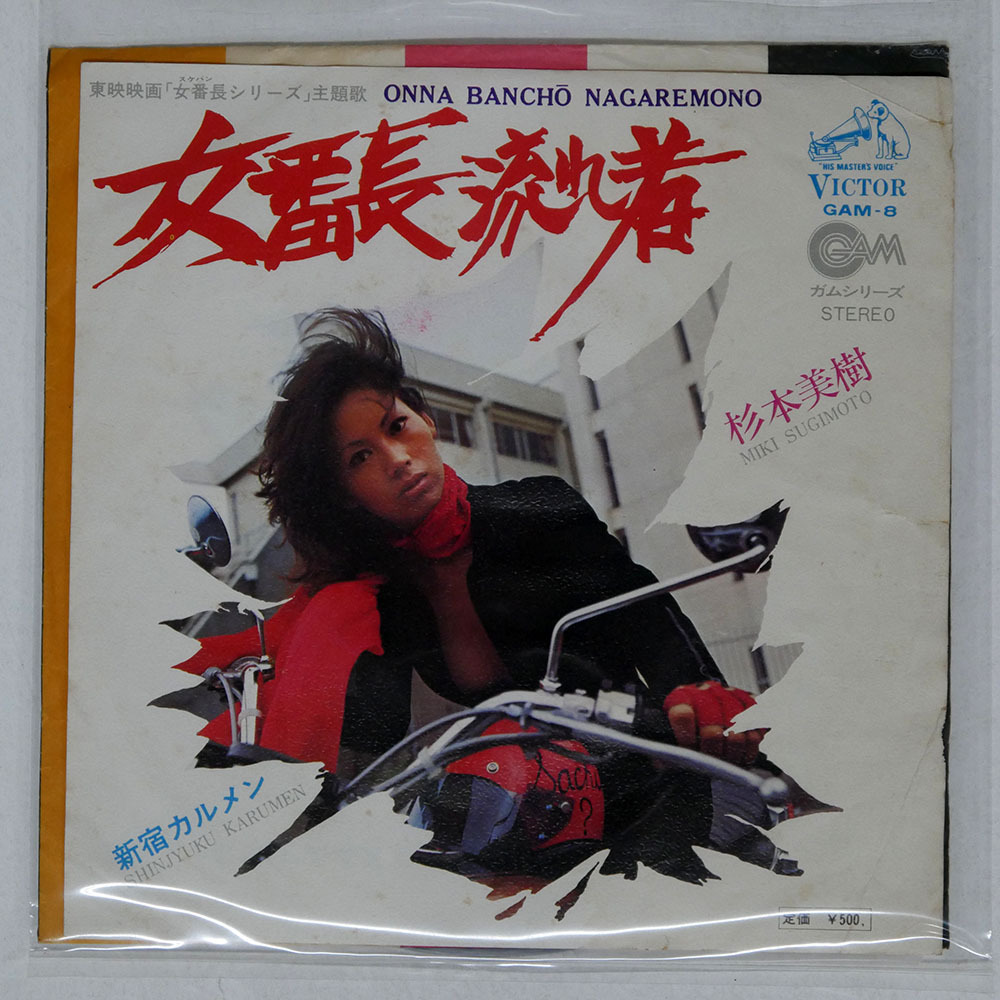 スケバン
東映映画「女番長シリーズ」主題歌 ONNA BANCHŌ NAGAREMONO
女番長 流れ者
"HIS MASTER'S VOICE"
VICTOR
GAM-8
GAM
ガムシリーズ
STEREO
杉本美樹
MIKI SUGIMOTO
新宿カルメン
SHINJYUKU KARUMEN
?
定価 ¥500.